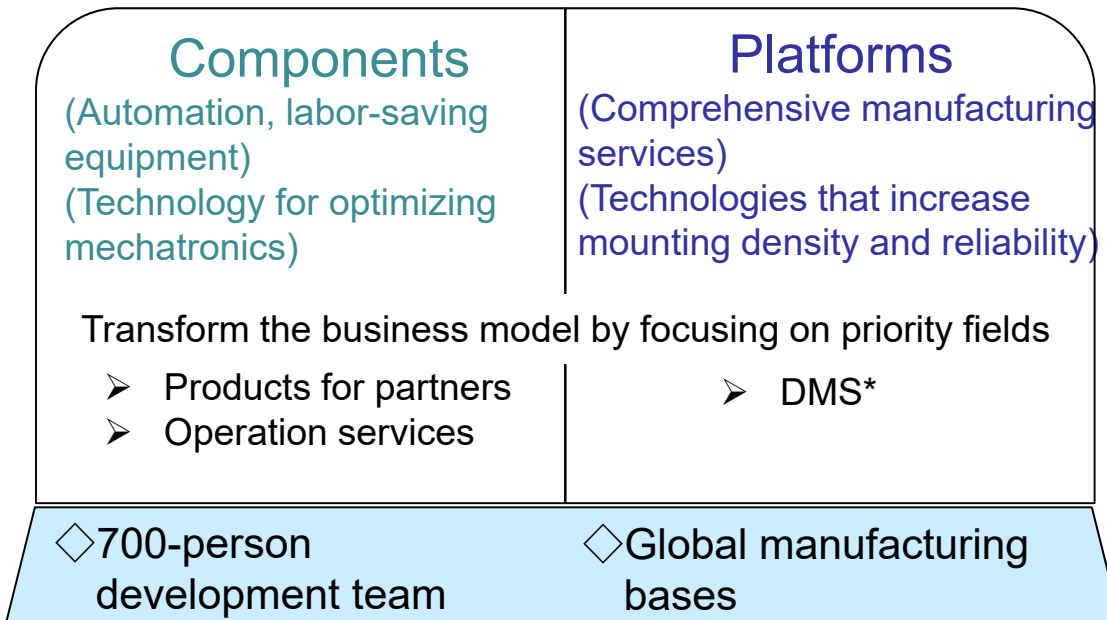 Components
(Automation, labor-saving
equipment)
(Technology for optimizing
mechatronics)
Platforms
(Comprehensive manufacturing
services)
(Technologies that increase
mounting density and reliability)
Transform the business model by focusing on priority fields
➢ Products for partners
➢ Operation services
➢ DMS*
◇700-person
development team
◇Global manufacturing
bases